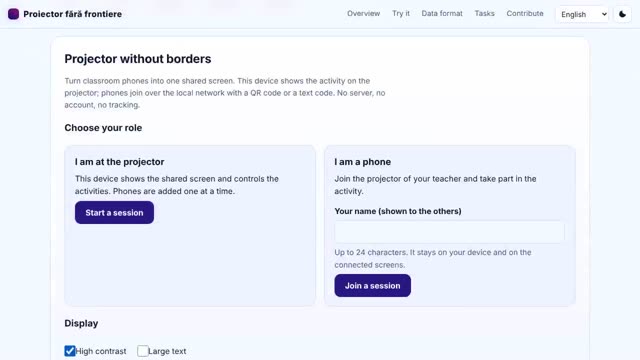 Proiector fără frontiere
Overview Try it Data format Tasks Contribute English
Projector without borders
Turn classroom phones into one shared screen. This device shows the activity on the
projector; phones join over the local network with a QR code or a text code. No server, no
account, no tracking.
Choose your role
I am at the projector
This device shows the shared screen and controls the
activities. Phones are added one at a time.
Start a session
I am a phone
Join the projector of your teacher and take part in the
activity.
Your name (shown to the others)
Up to 24 characters. It stays on your device and on the
connected screens.
Join a session
Display
High contrast Large text